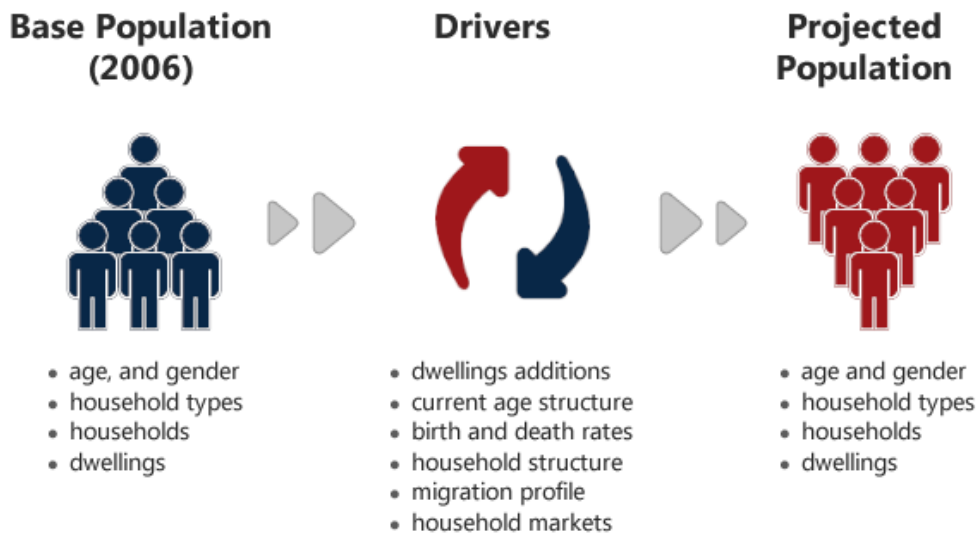 Base Population
(2006)
Drivers
Projected
Population
• age, and gender
• household types
• households
• dwellings
• dwellings additions
• current age structure
• birth and death rates
• household structure
• migration profile
• household markets
• age and gender
• household types
• households
• dwellings